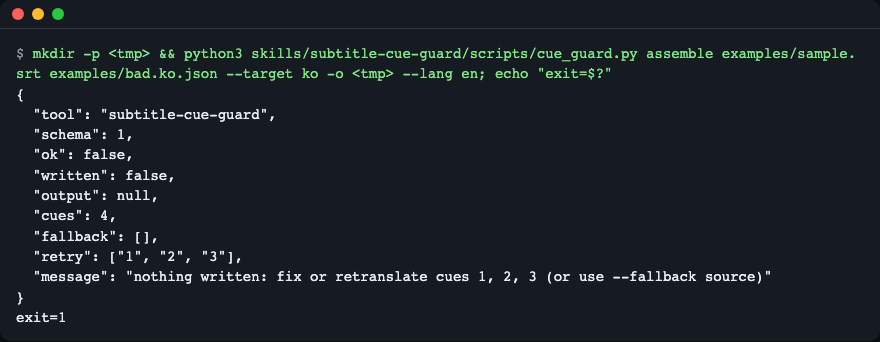 $ mkdir -p <tmp> && python3 skills/subtitle-cue-guard/scripts/cue_guard.py assemble examples/sample.
srt examples/bad.ko.json --target ko -o <tmp> --lang en; echo "exit=$?"
{
  "tool": "subtitle-cue-guard",
  "schema": 1,
  "ok": false,
  "written": false,
  "output": null,
  "cues": 4,
  "fallback": [],
  "retry": ["1", "2", "3"],
  "message": "nothing written: fix or retranslate cues 1, 2, 3 (or use --fallback source)"
}
exit=1